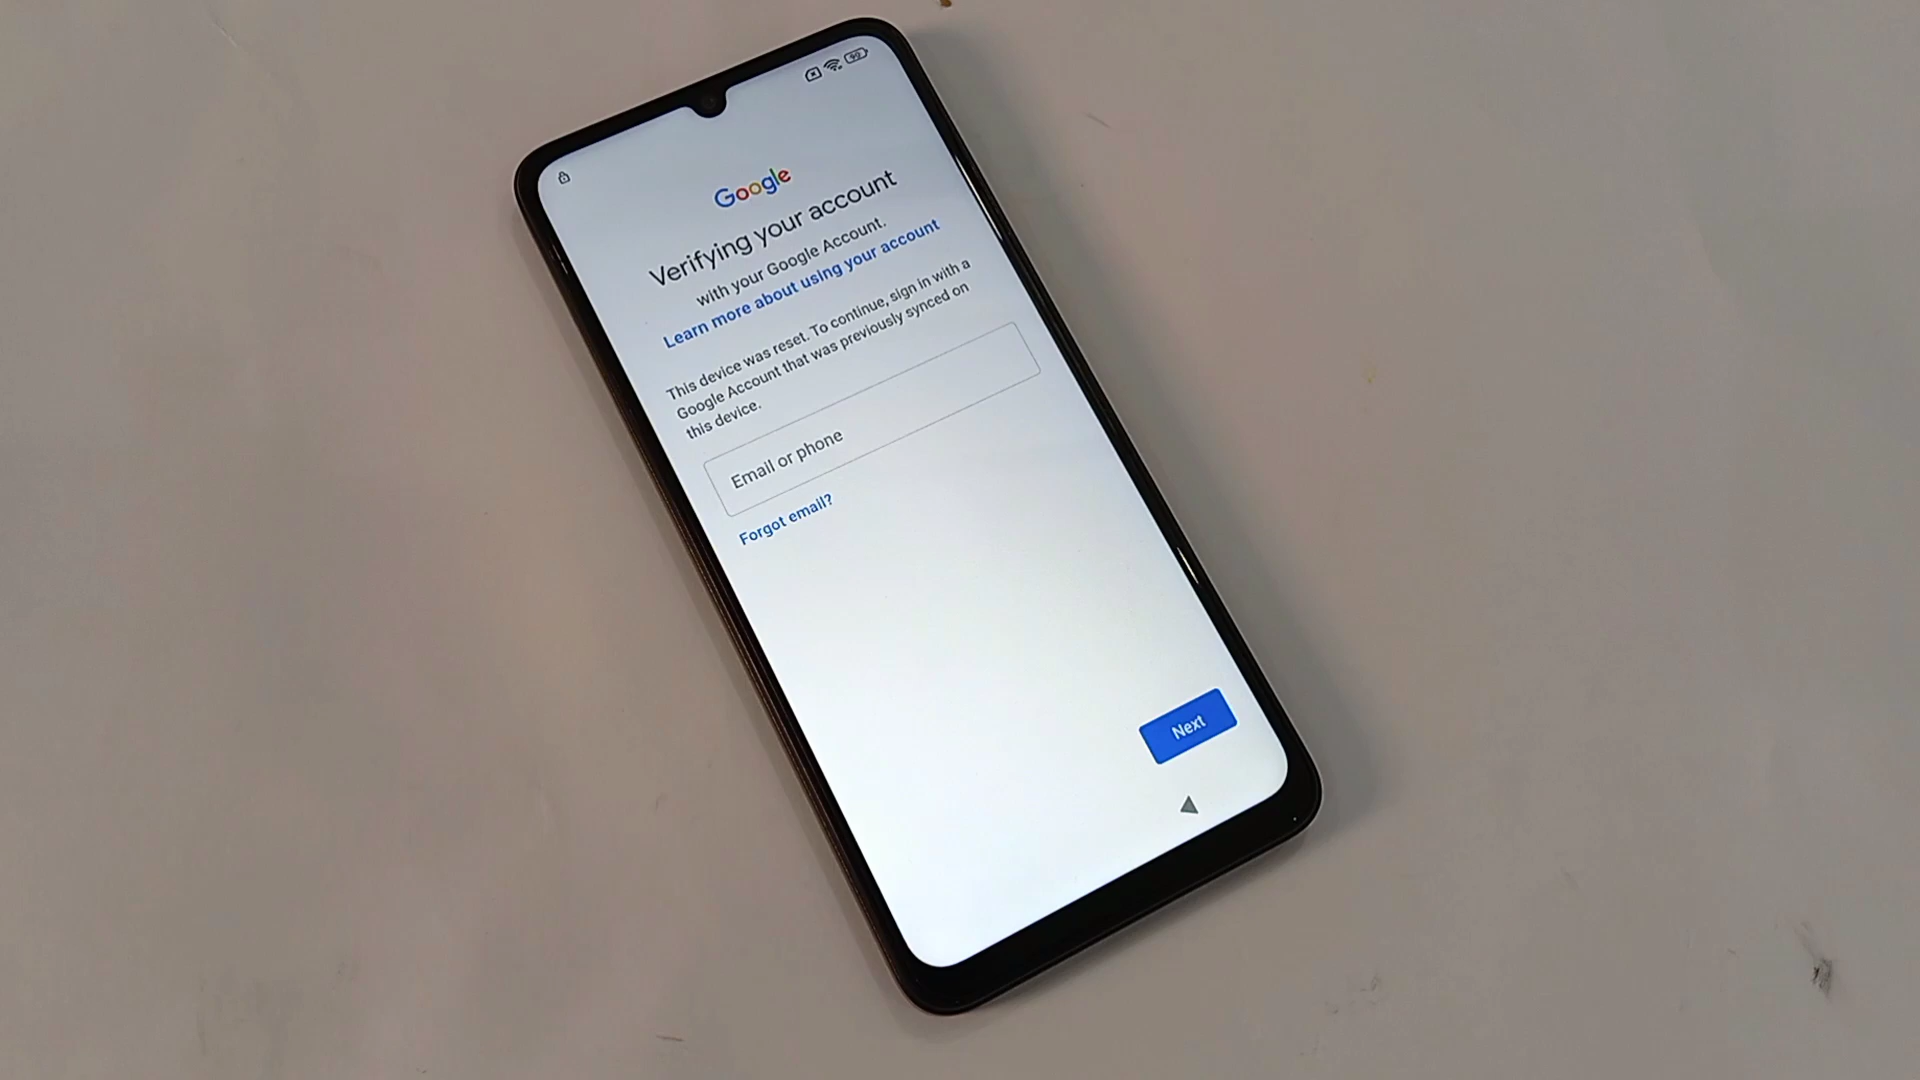 90
Google
Verifying your account
with your Google Account.
Learn more about using your account
This device was reset. To continue, sign in with a
Google Account that was previously synced on
this device.
Email or phone
Forgot email?
Next